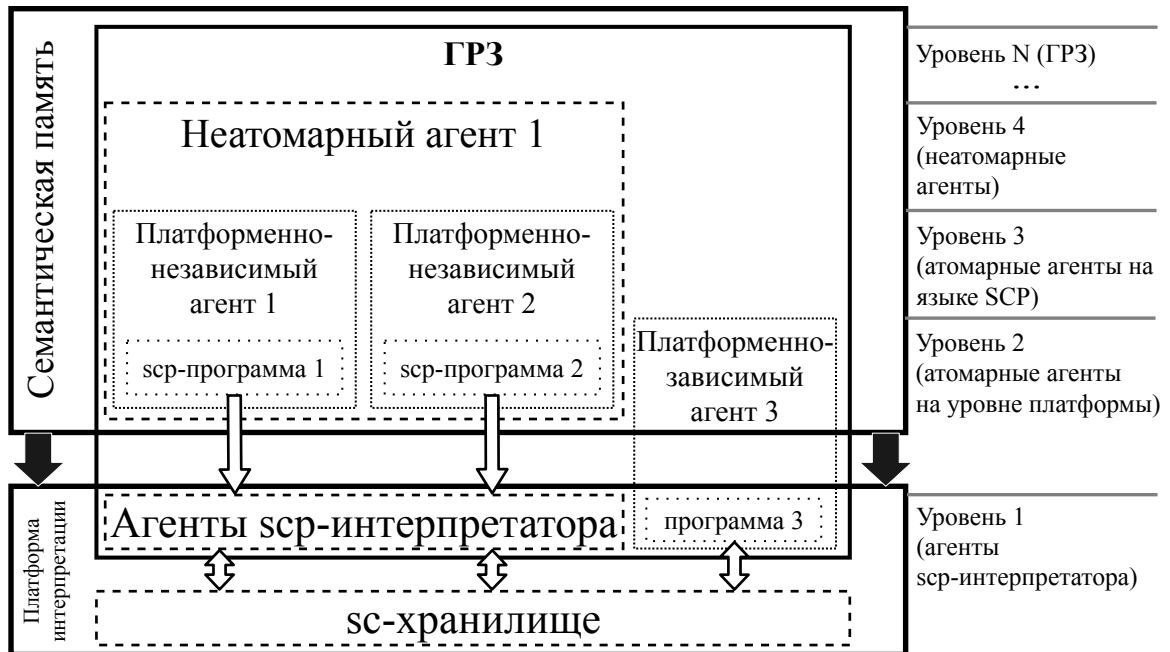 Семантическая память
ГРЗ
Неатомарный агент 1
Платформенно-
независимый
агент 1
scp-программа 1
Платформенно-
независимый
агент 2
scp-программа 2
Платформенно-
зависимый
агент 3
Уровень N (ГРЗ)
...
Уровень 4
(неатомарные
агенты)
Уровень 3
(атомарные агенты на
языке SCP)
Уровень 2
(атомарные агенты
на уровне платформы)
Платформа
интерпретации
Агенты scp-интерпретатора
программа 3
sc-хранилище
Уровень 1
(агенты
scp-интерпретатора)